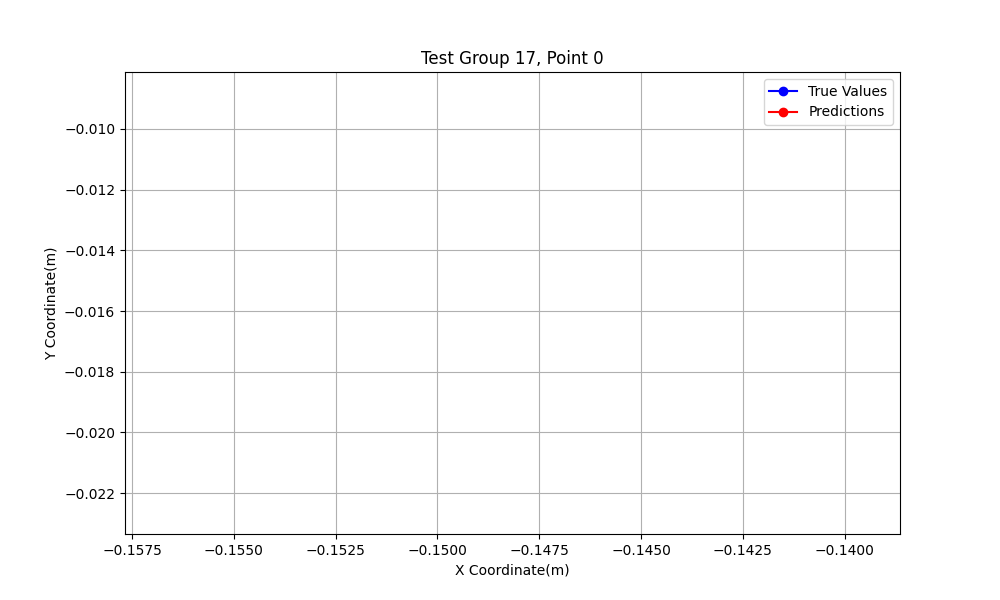 Test Group 17, Point 0
True Values
Predictions
−0.010
−0.012
−0.014
−0.016
−0.018
−0.020
−0.022
Y Coordinate(m)
−0.1575 −0.1550 −0.1525 −0.1500 −0.1475 −0.1450 −0.1425 −0.1400
X Coordinate(m)